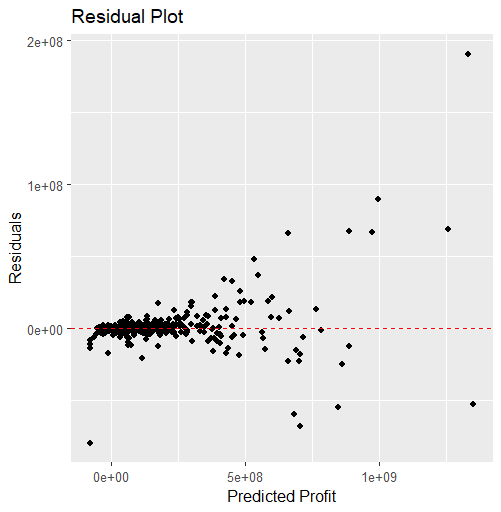 Residual Plot
2e+08
1e+08
0e+00
Residuals
0e+00 5e+08 1e+09
Predicted Profit